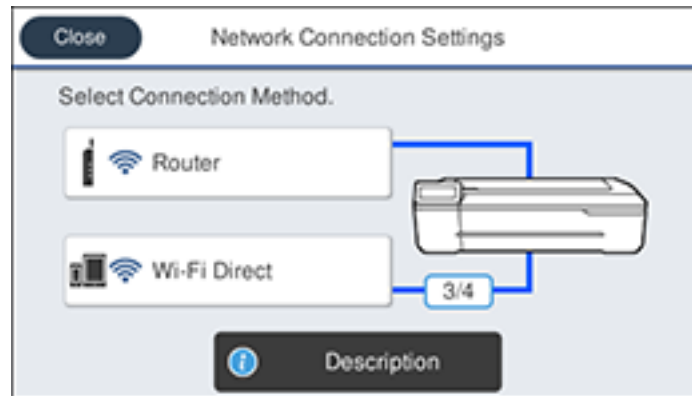 Close
Network Connection Settings
Select Connection Method.
Router
Wi-Fi Direct
3/4
Description